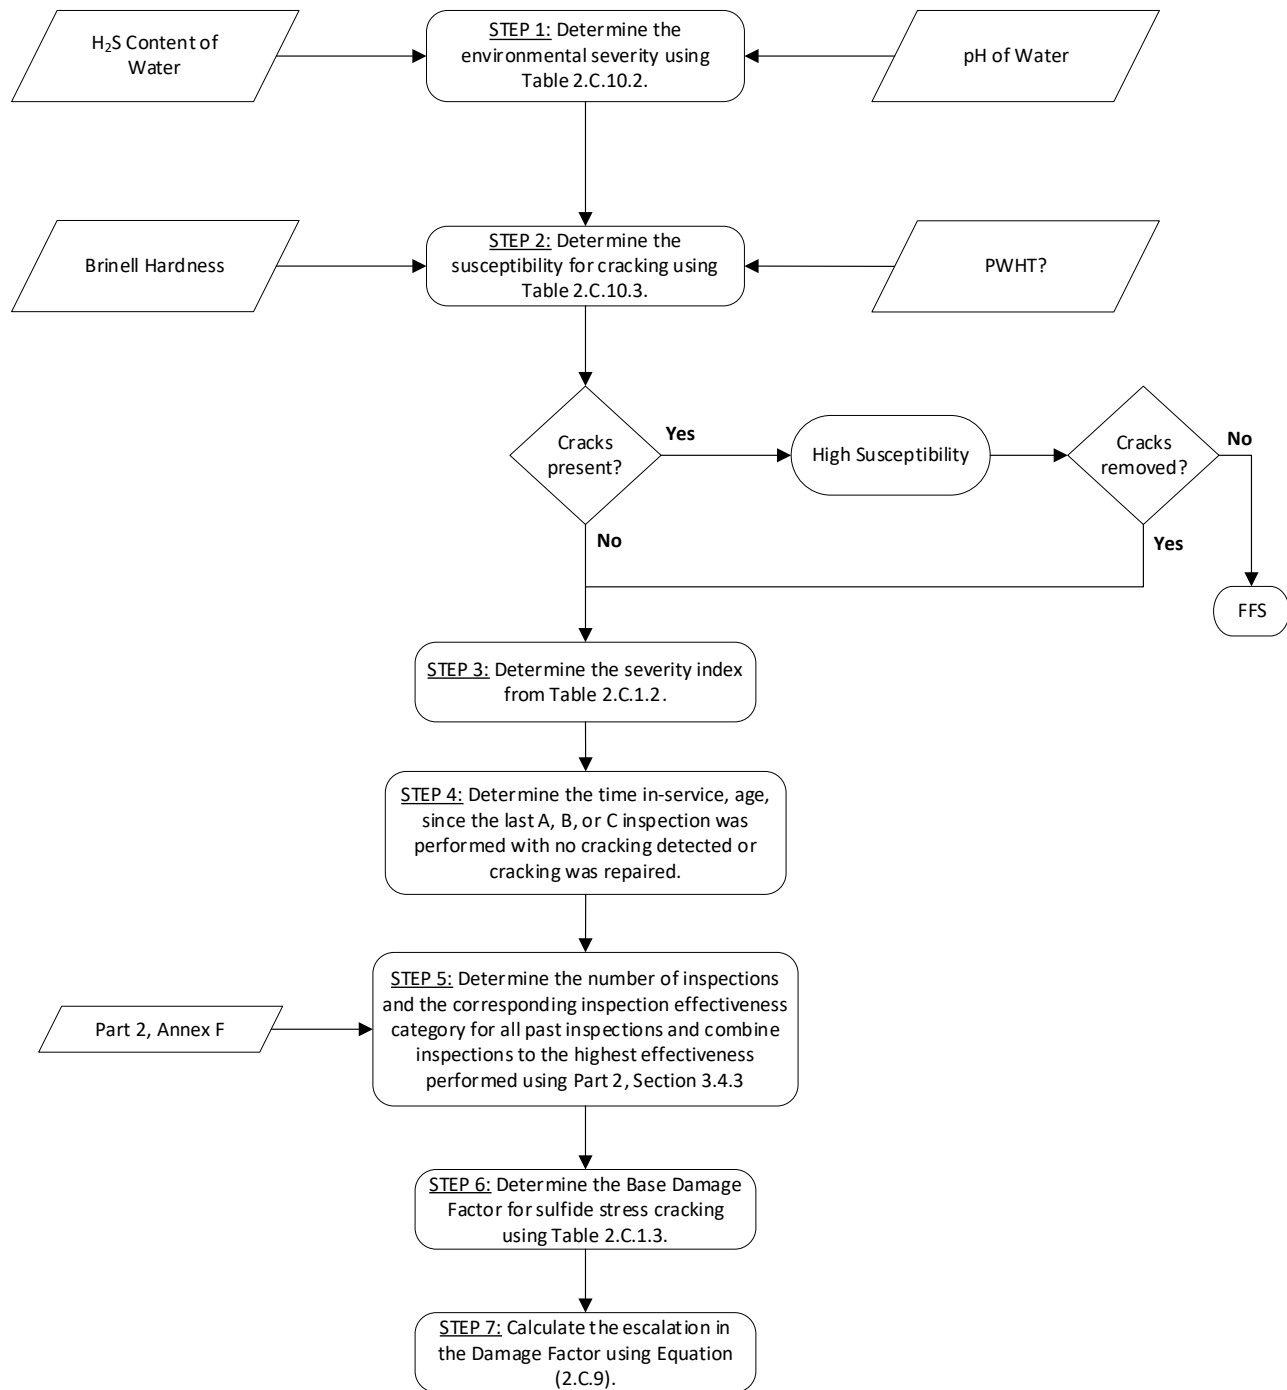 H₂S Content of
Water
STEP 1: Determine the
environmental severity using
Table 2.C.10.2.
pH of Water
Brinell Hardness
STEP 2: Determine the
susceptibility for cracking using
Table 2.C.10.3.
PWHT?
Cracks
present?
Yes
High Susceptibility
Cracks
removed?
No
No
Yes
FFS
STEP 3: Determine the severity index
from Table 2.C.1.2.
STEP 4: Determine the time in-service, age,
since the last A, B, or C inspection was
performed with no cracking detected or
cracking was repaired.
Part 2, Annex F
STEP 5: Determine the number of inspections
and the corresponding inspection effectiveness
category for all past inspections and combine
inspections to the highest effectiveness
performed using Part 2, Section 3.4.3
STEP 6: Determine the Base Damage
Factor for sulfide stress cracking
using Table 2.C.1.3.
STEP 7: Calculate the escalation in
the Damage Factor using Equation
(2.C.9).